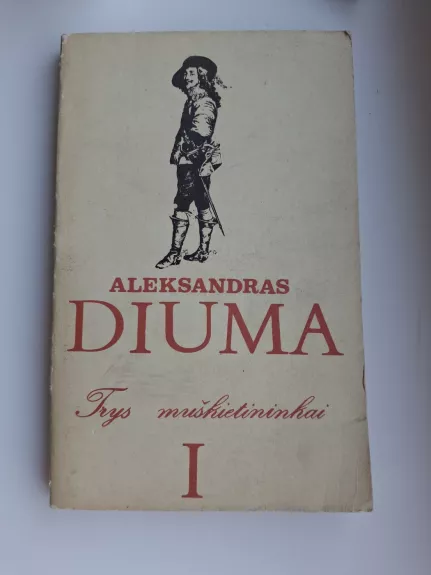 ALEKSANDRAS
DIUMA
Trys muškietininkai
I